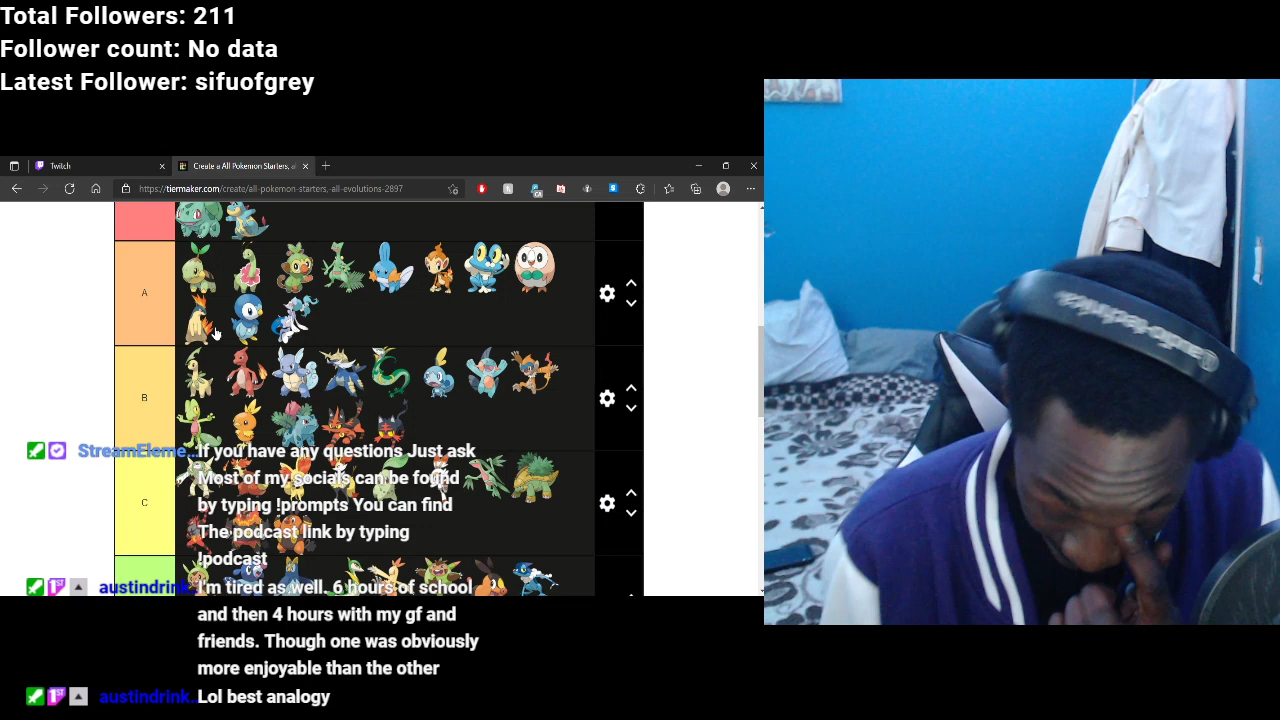 Total Followers: 211
Follower count: No data
Latest Follower: sifuofgrey
Twitch
Create a All Pokemon Starters, a
https://tiermaker.com/create/all-pokemon-starters,-all-evolutions-2897
A
B
C
StreamEleme... If you have any questions Just ask
Most of my socials can be found
by typing !prompts You can find
The podcast link by typing
!podcast
austindrink... I'm tired as well. 6 hours of school
and then 4 hours with my gf and
friends. Though one was obviously
more enjoyable than the other
austindrink... Lol best analogy